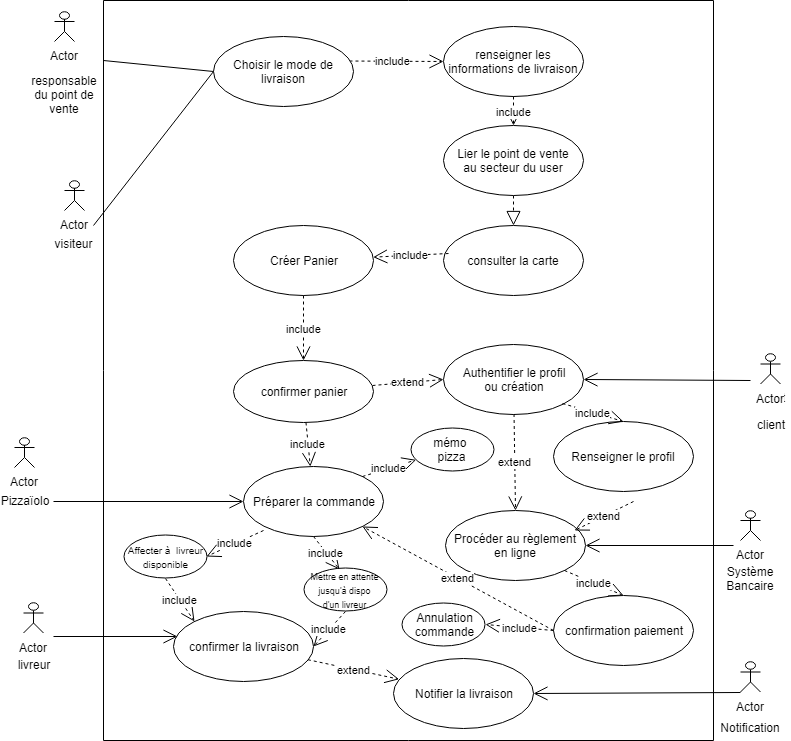 Actor
responsable
du point de
vente
Choisir le mode de
livraison
include
renseigner les
informations de livraison
include
Lier le point de vente
au secteur du user
Actor
visiteur
Créer Panier
include
consulter la carte
include
confirmer panier
extend
Authentifier le profil
ou création
Actor
client
include
include
mémo
pizza
Renseigner le profil
extend
include
Actor
Pizzaïolo
Préparer la commande
extend
Procéder au règlement
en ligne
Actor
Système
Bancaire
include
Affecter à livreur
disponible
include
Mettre en attente
jusqu'à dispo
d'un livreur
extend
include
include
Annulation
commande
include
confirmation paiement
include
Actor
livreur
confirmer la livraison
extend
Notifier la livraison
Actor
Notification